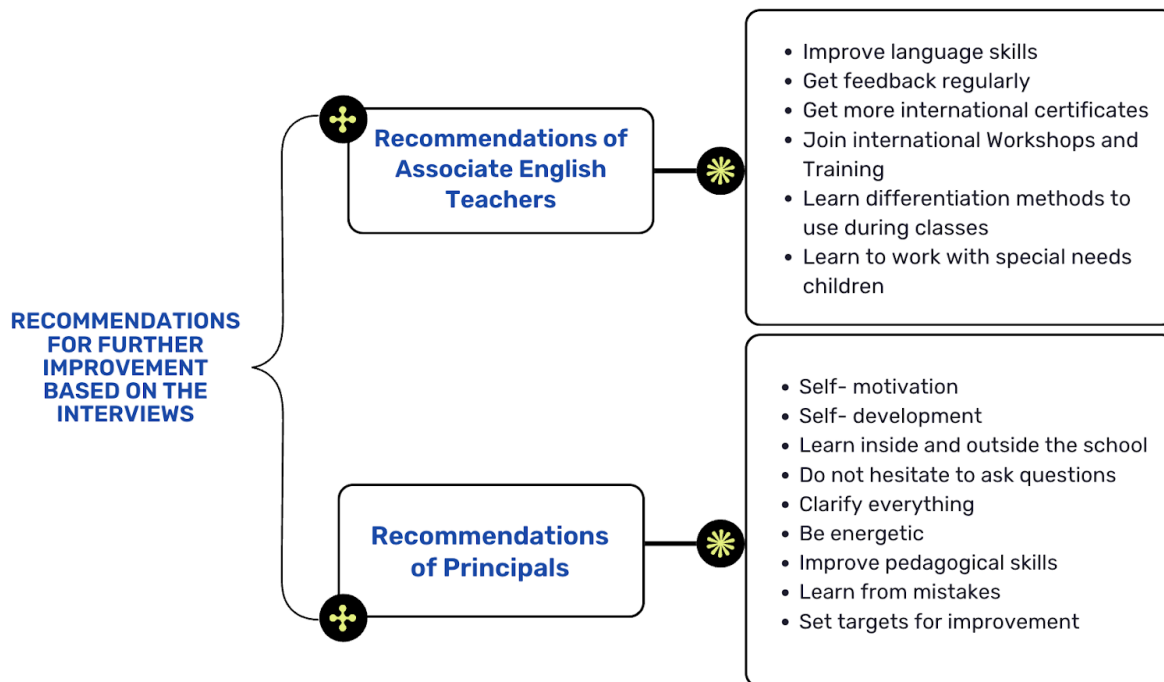 RECOMMENDATIONS
FOR FURTHER
IMPROVEMENT
BASED ON THE
INTERVIEWS
Recommendations of
Associate English
Teachers
• Improve language skills
• Get feedback regularly
• Get more international certificates
• Join international Workshops and
Training
• Learn differentiation methods to
use during classes
• Learn to work with special needs
children
Recommendations
of Principals
• Self- motivation
• Self- development
• Learn inside and outside the school
• Do not hesitate to ask questions
• Clarify everything
• Be energetic
• Improve pedagogical skills
• Learn from mistakes
• Set targets for improvement